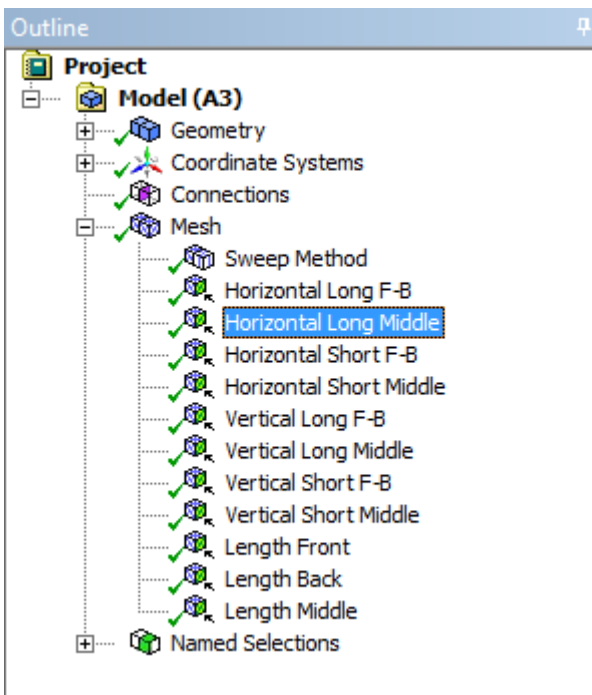 Outline
Project
Model (A3)
Geometry
Coordinate Systems
Connections
Mesh
Sweep Method
Horizontal Long F-B
Horizontal Long Middle
Horizontal Short F-B
Horizontal Short Middle
Vertical Long F-B
Vertical Long Middle
Vertical Short F-B
Vertical Short Middle
Length Front
Length Back
Length Middle
Named Selections